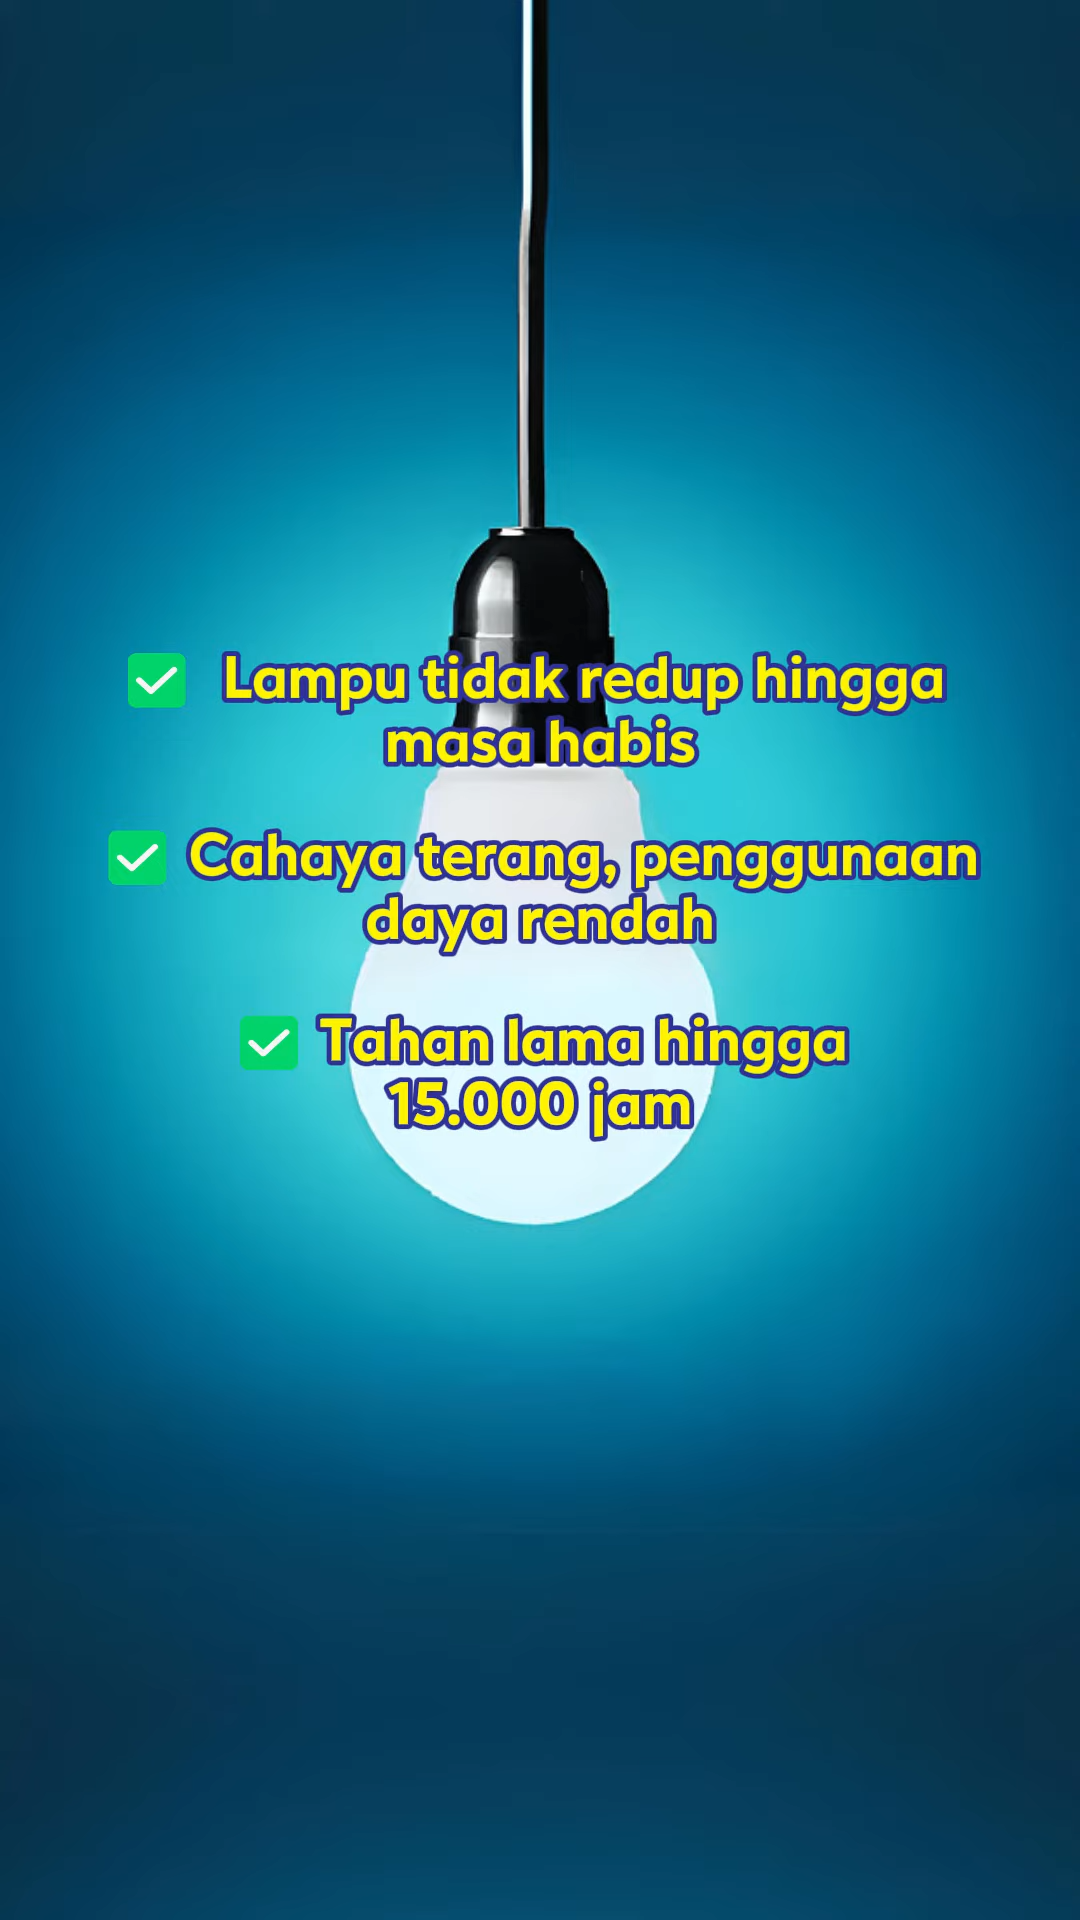 ✅ Lampu tidak redup hingga
masa habis
✅ Cahaya terang, penggunaan
daya rendah
✅ Tahan lama hingga
15.000 jam